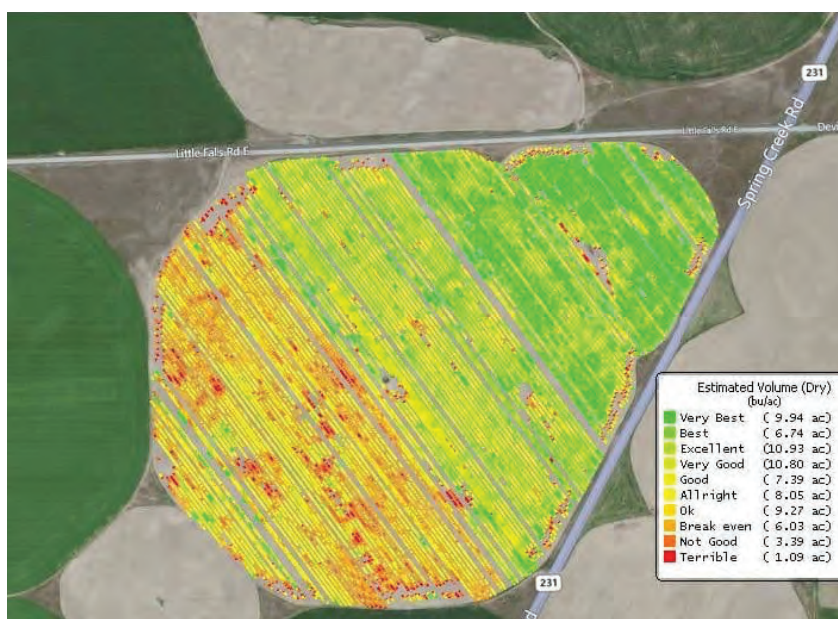 231
Little Falls Rd E
Little Falls Rd E
Devi
Spring Creek Rd
Estimated Volume (Dry)
(bu/ac)
Very Best ( 9.94 ac)
Best ( 6.74 ac)
Excellent (10.93 ac)
Very Good (10.80 ac)
Good ( 7.39 ac)
Allright ( 8.05 ac)
Ok ( 9.27 ac)
Break even ( 6.03 ac)
Not Good ( 3.39 ac)
Terrible ( 1.09 ac)
231
d